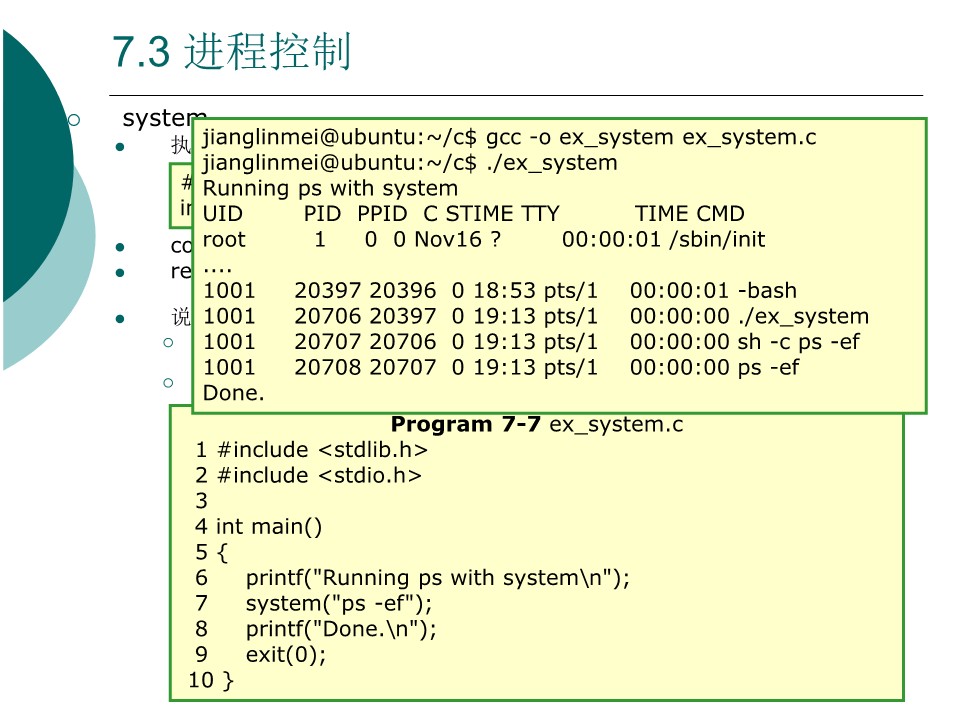 7.3 进程控制
system
执
#
in
co
re
说
jianglinmei@ubuntu:~/c$ gcc -o ex_system ex_system.c
jianglinmei@ubuntu:~/c$ ./ex_system
Running ps with system
UID PID PPID C STIME TTY TIME CMD
root 1 0 0 Nov16 ? 00:00:01 /sbin/init
....
1001 20397 20396 0 18:53 pts/1 00:00:01 -bash
1001 20706 20397 0 19:13 pts/1 00:00:00 ./ex_system
1001 20707 20706 0 19:13 pts/1 00:00:00 sh -c ps -ef
1001 20708 20707 0 19:13 pts/1 00:00:00 ps -ef
Done.
Program 7-7 ex_system.c
1 #include <stdlib.h>
2 #include <stdio.h>
3
4 int main()
5 {
6 printf("Running ps with system\n");
7 system("ps -ef");
8 printf("Done.\n");
9 exit(0);
10 }